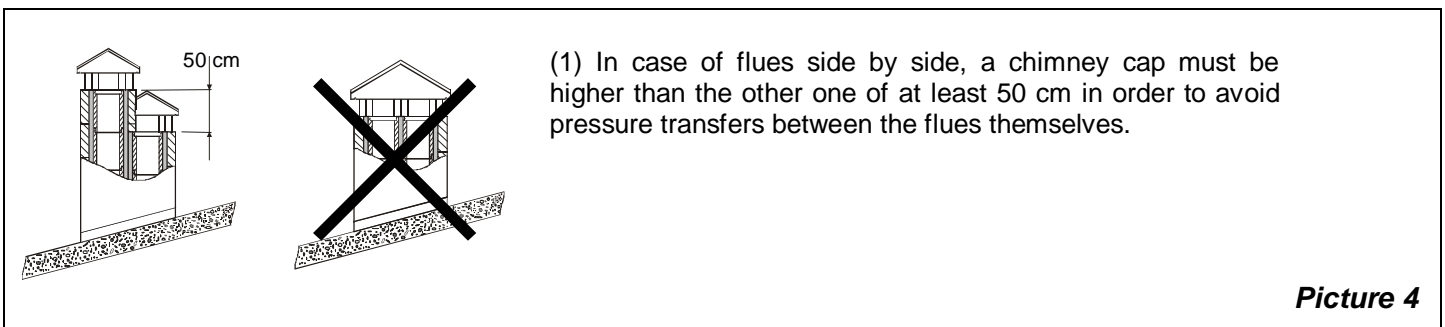 50 cm
(1) In case of flues side by side, a chimney cap must be
higher than the other one of at least 50 cm in order to avoid
pressure transfers between the flues themselves.
Picture 4